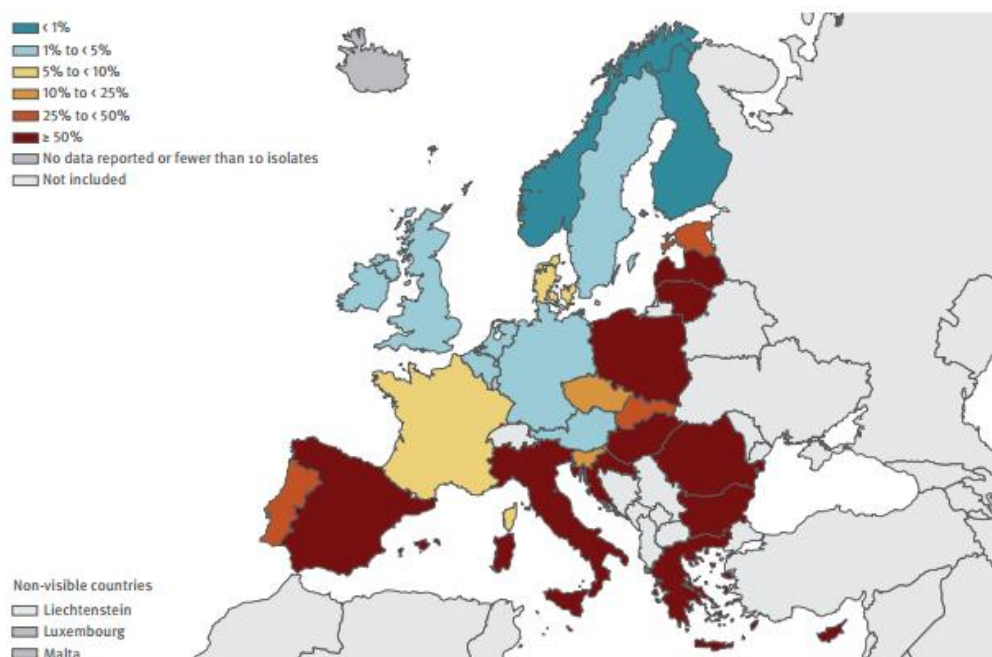 < 1%
1% to < 5%
5% to < 10%
10% to < 25%
25% to < 50%
≥ 50%
No data reported or fewer than 10 isolates
Not included
Non-visible countries
Liechtenstein
Luxembourg
Malta